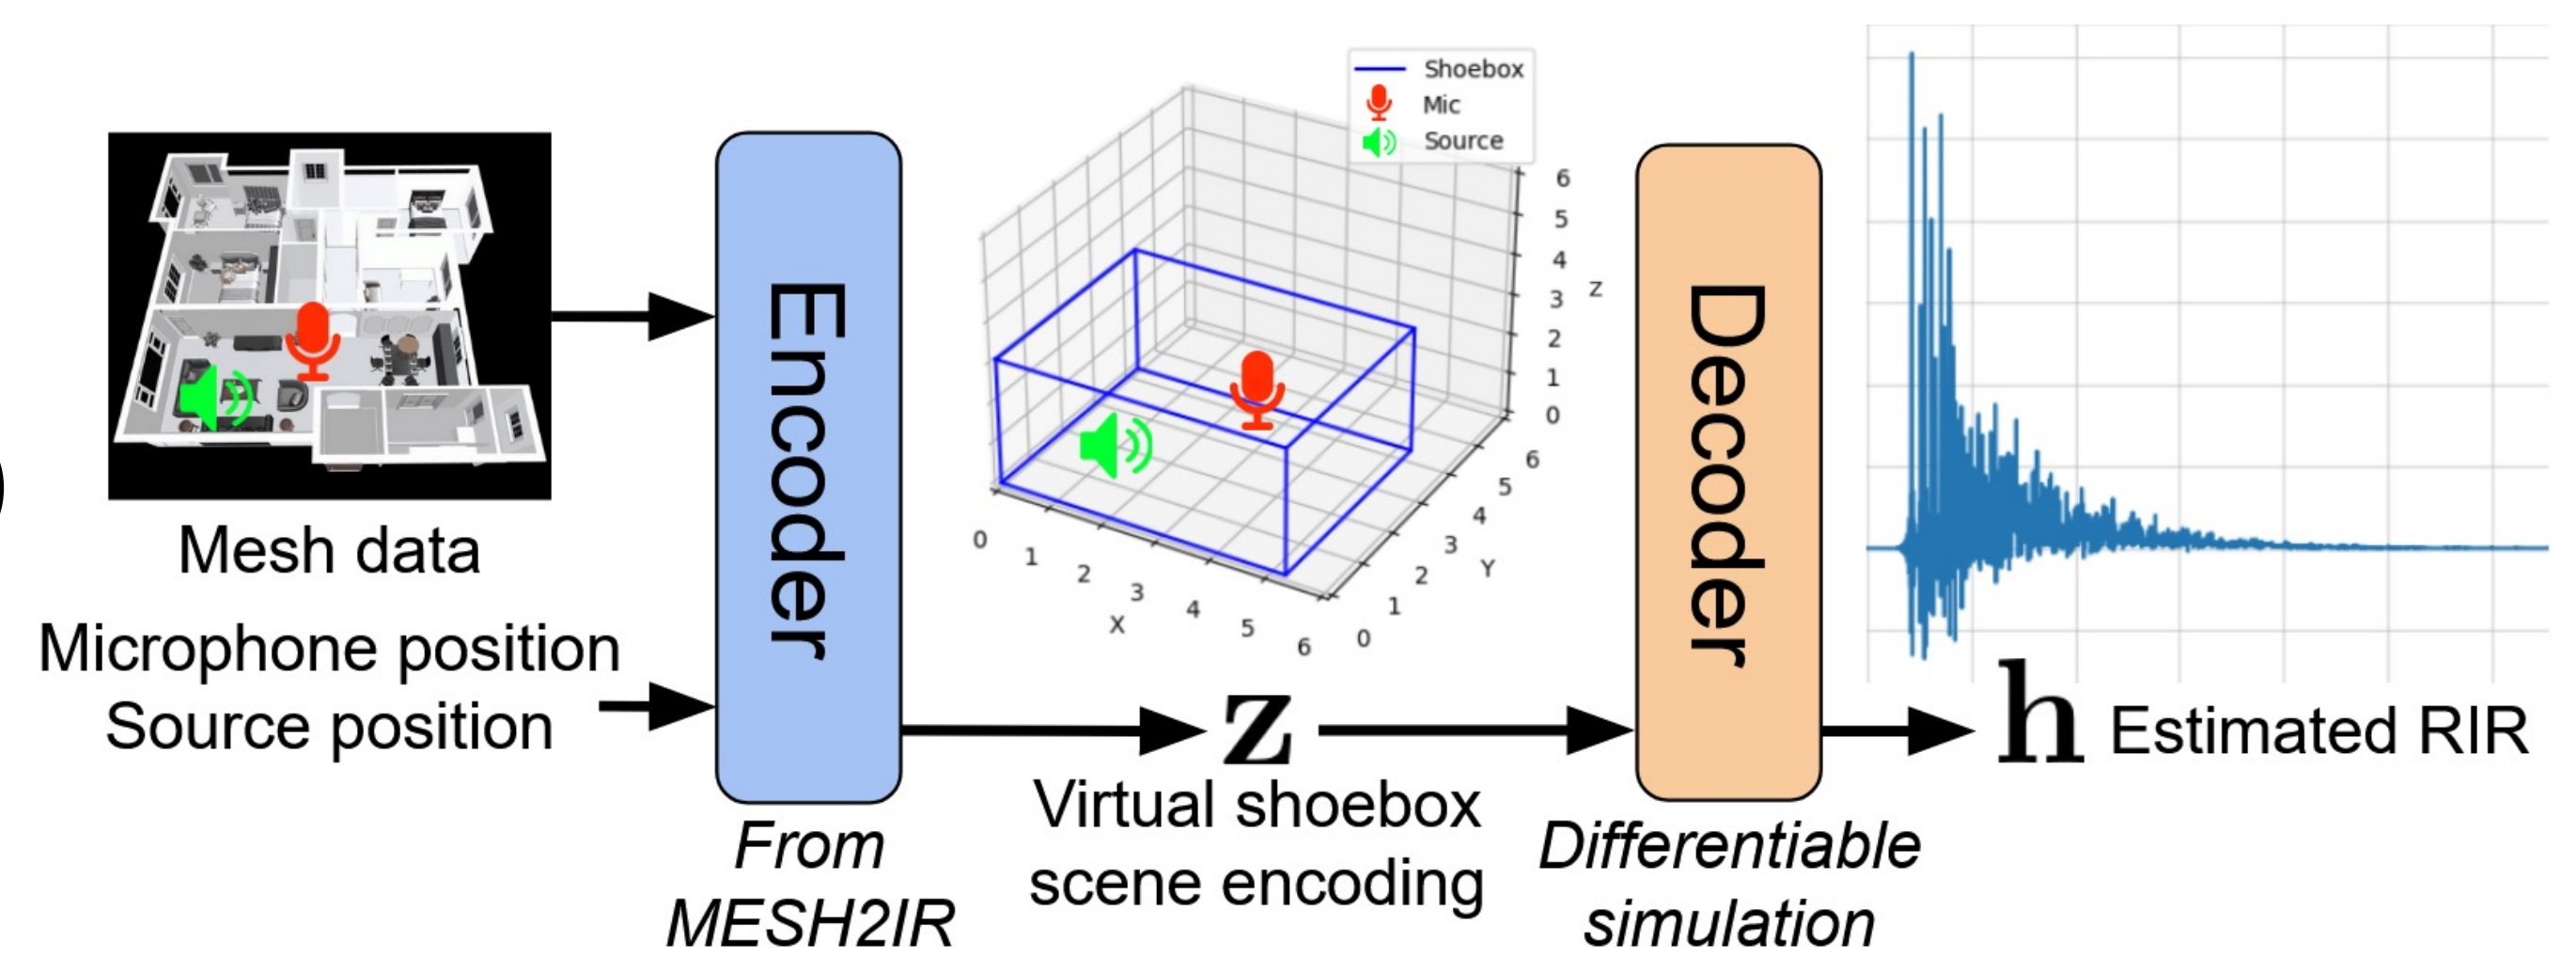 Mesh data
Microphone position
Source position
Encoder
From
MESH2IR
Shoebox
Mic
Source
6
5
4
3
2
1
0
Z
0
1
2
3
4
5
6
X
0
1
2
3
4
5
6
Y
z
Virtual shoebox
scene encoding
Decoder
Differentiable
simulation
h Estimated RIR
)